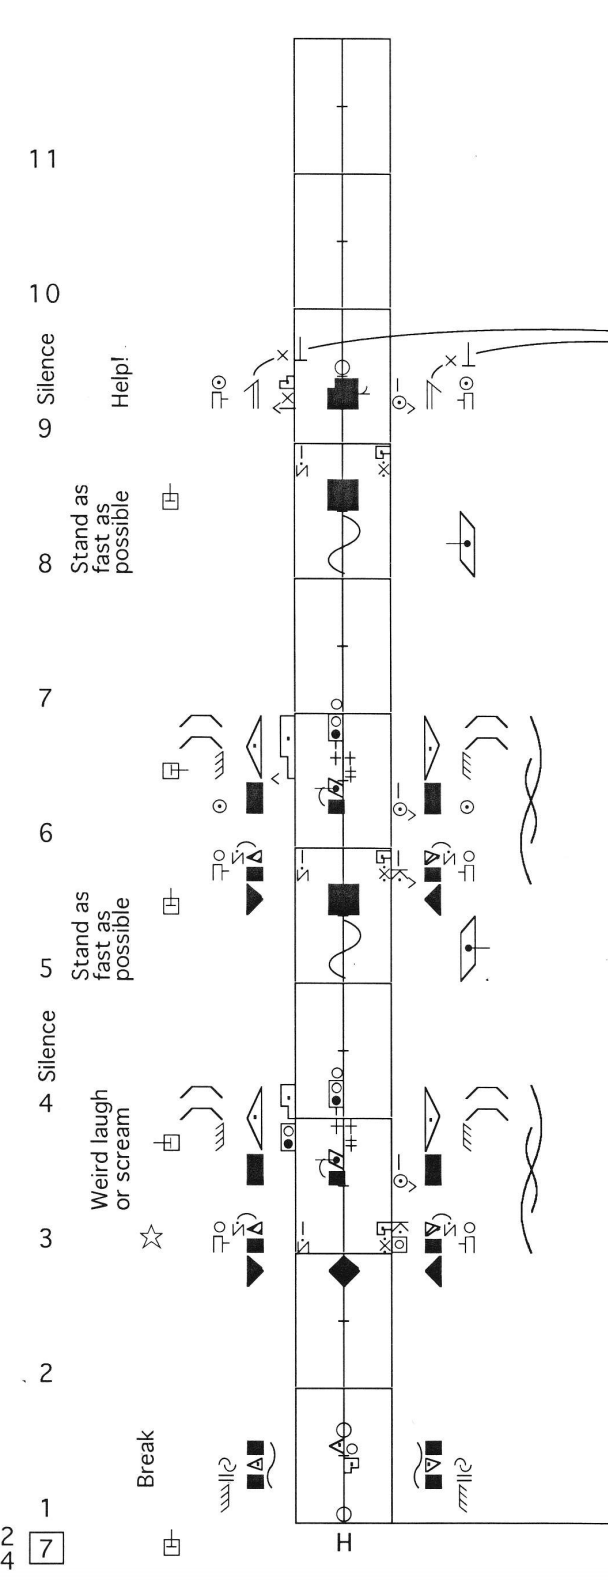 11
10
Silence
Help!
9
Stand as
fast as
possible
8
7
6
Stand as
fast as
possible
5
Silence
4
Weird laugh
or scream
3
2
Break
1
2
4
7
H